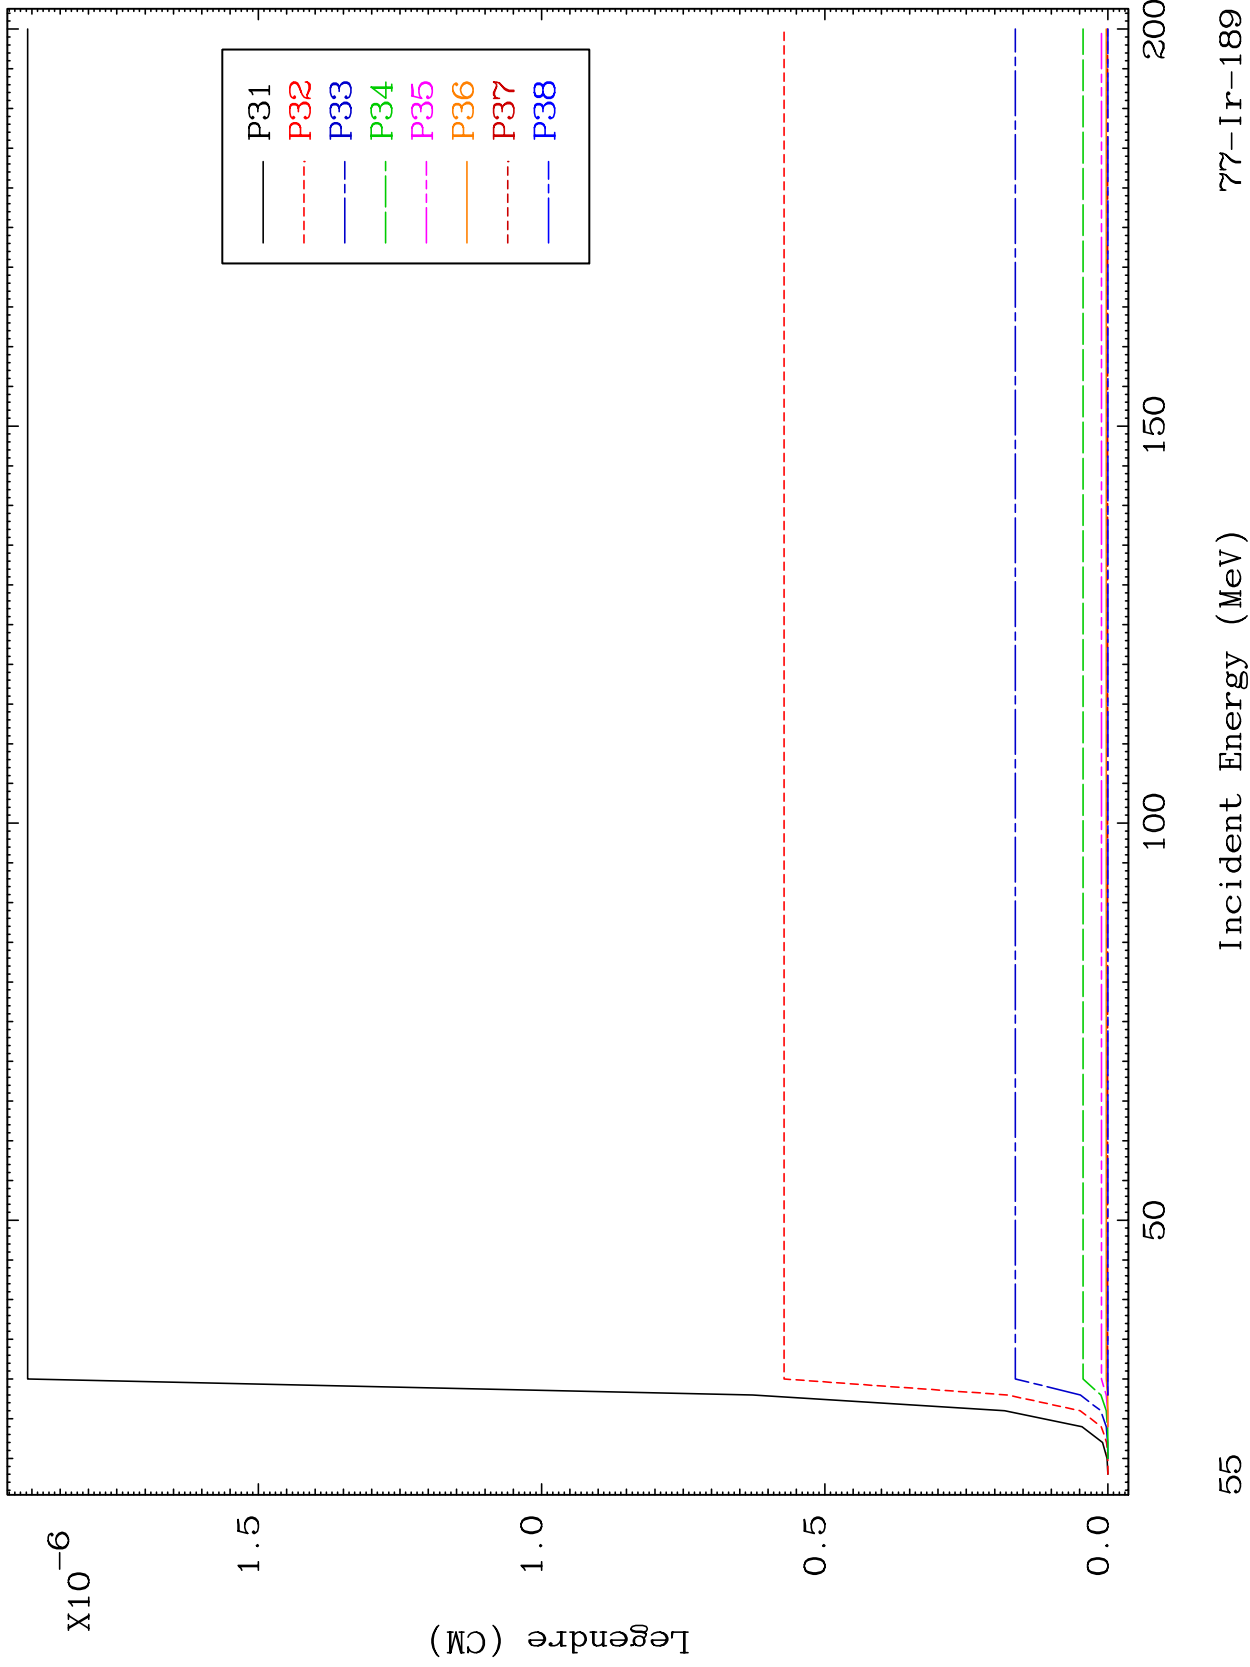 X10-6
1.5
1.0
0.5
0.0
Legendre (CM)
P31
P32
P33
P34
P35
P36
P37
P38
50
100
150
200
Incident Energy (MeV)
55
77-Ir-189